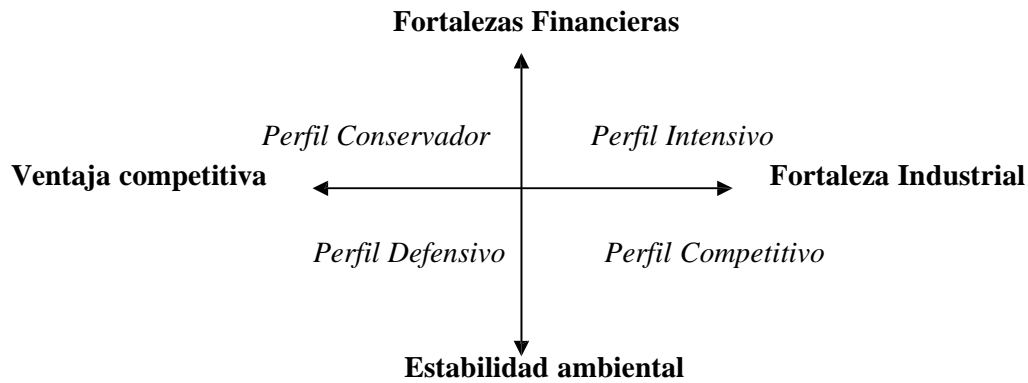 Fortalezas Financieras
Perfil Conservador
Perfil Intensivo
Ventaja competitiva
Fortaleza Industrial
Perfil Defensivo
Perfil Competitivo
Estabilidad ambiental